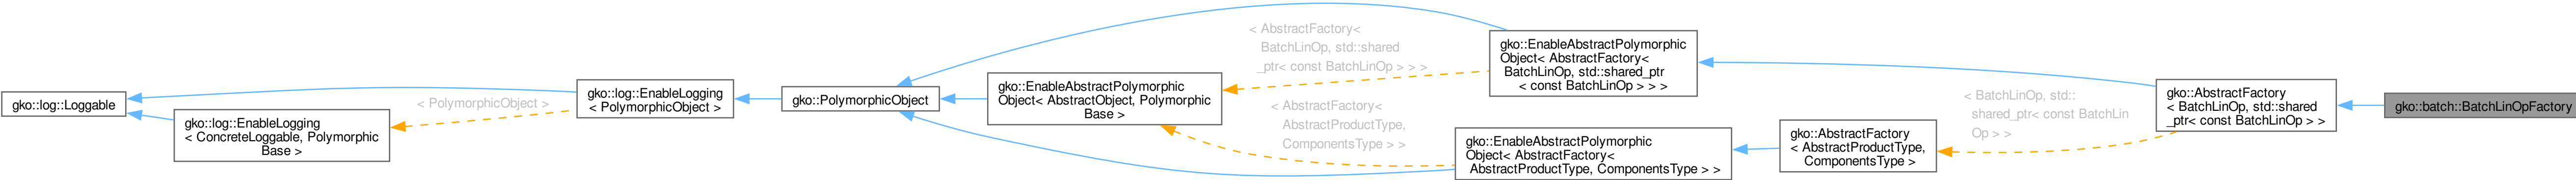 gko::log::Loggable
gko::log::EnableLogging
< ConcreteLoggable, Polymorphic
Base >
< PolymorphicObject >
gko::log::EnableLogging
< PolymorphicObject >
gko::PolymorphicObject
gko::EnableAbstractPolymorphic
Object< AbstractObject, Polymorphic
Base >
< AbstractFactory<
BatchLinOp, std::shared
_ptr< const BatchLinOp > > >
< AbstractFactory<
AbstractProductType,
ComponentsType > >
gko::EnableAbstractPolymorphic
Object< AbstractFactory<
BatchLinOp, std::shared_ptr
< const BatchLinOp > > >
gko::EnableAbstractPolymorphic
Object< AbstractFactory<
AbstractProductType, ComponentsType > >
gko::AbstractFactory
< AbstractProductType,
ComponentsType >
< BatchLinOp, std::
shared_ptr< const BatchLin
Op > >
gko::AbstractFactory
< BatchLinOp, std::shared
_ptr< const BatchLinOp > >
gko::batch::BatchLinOpFactory